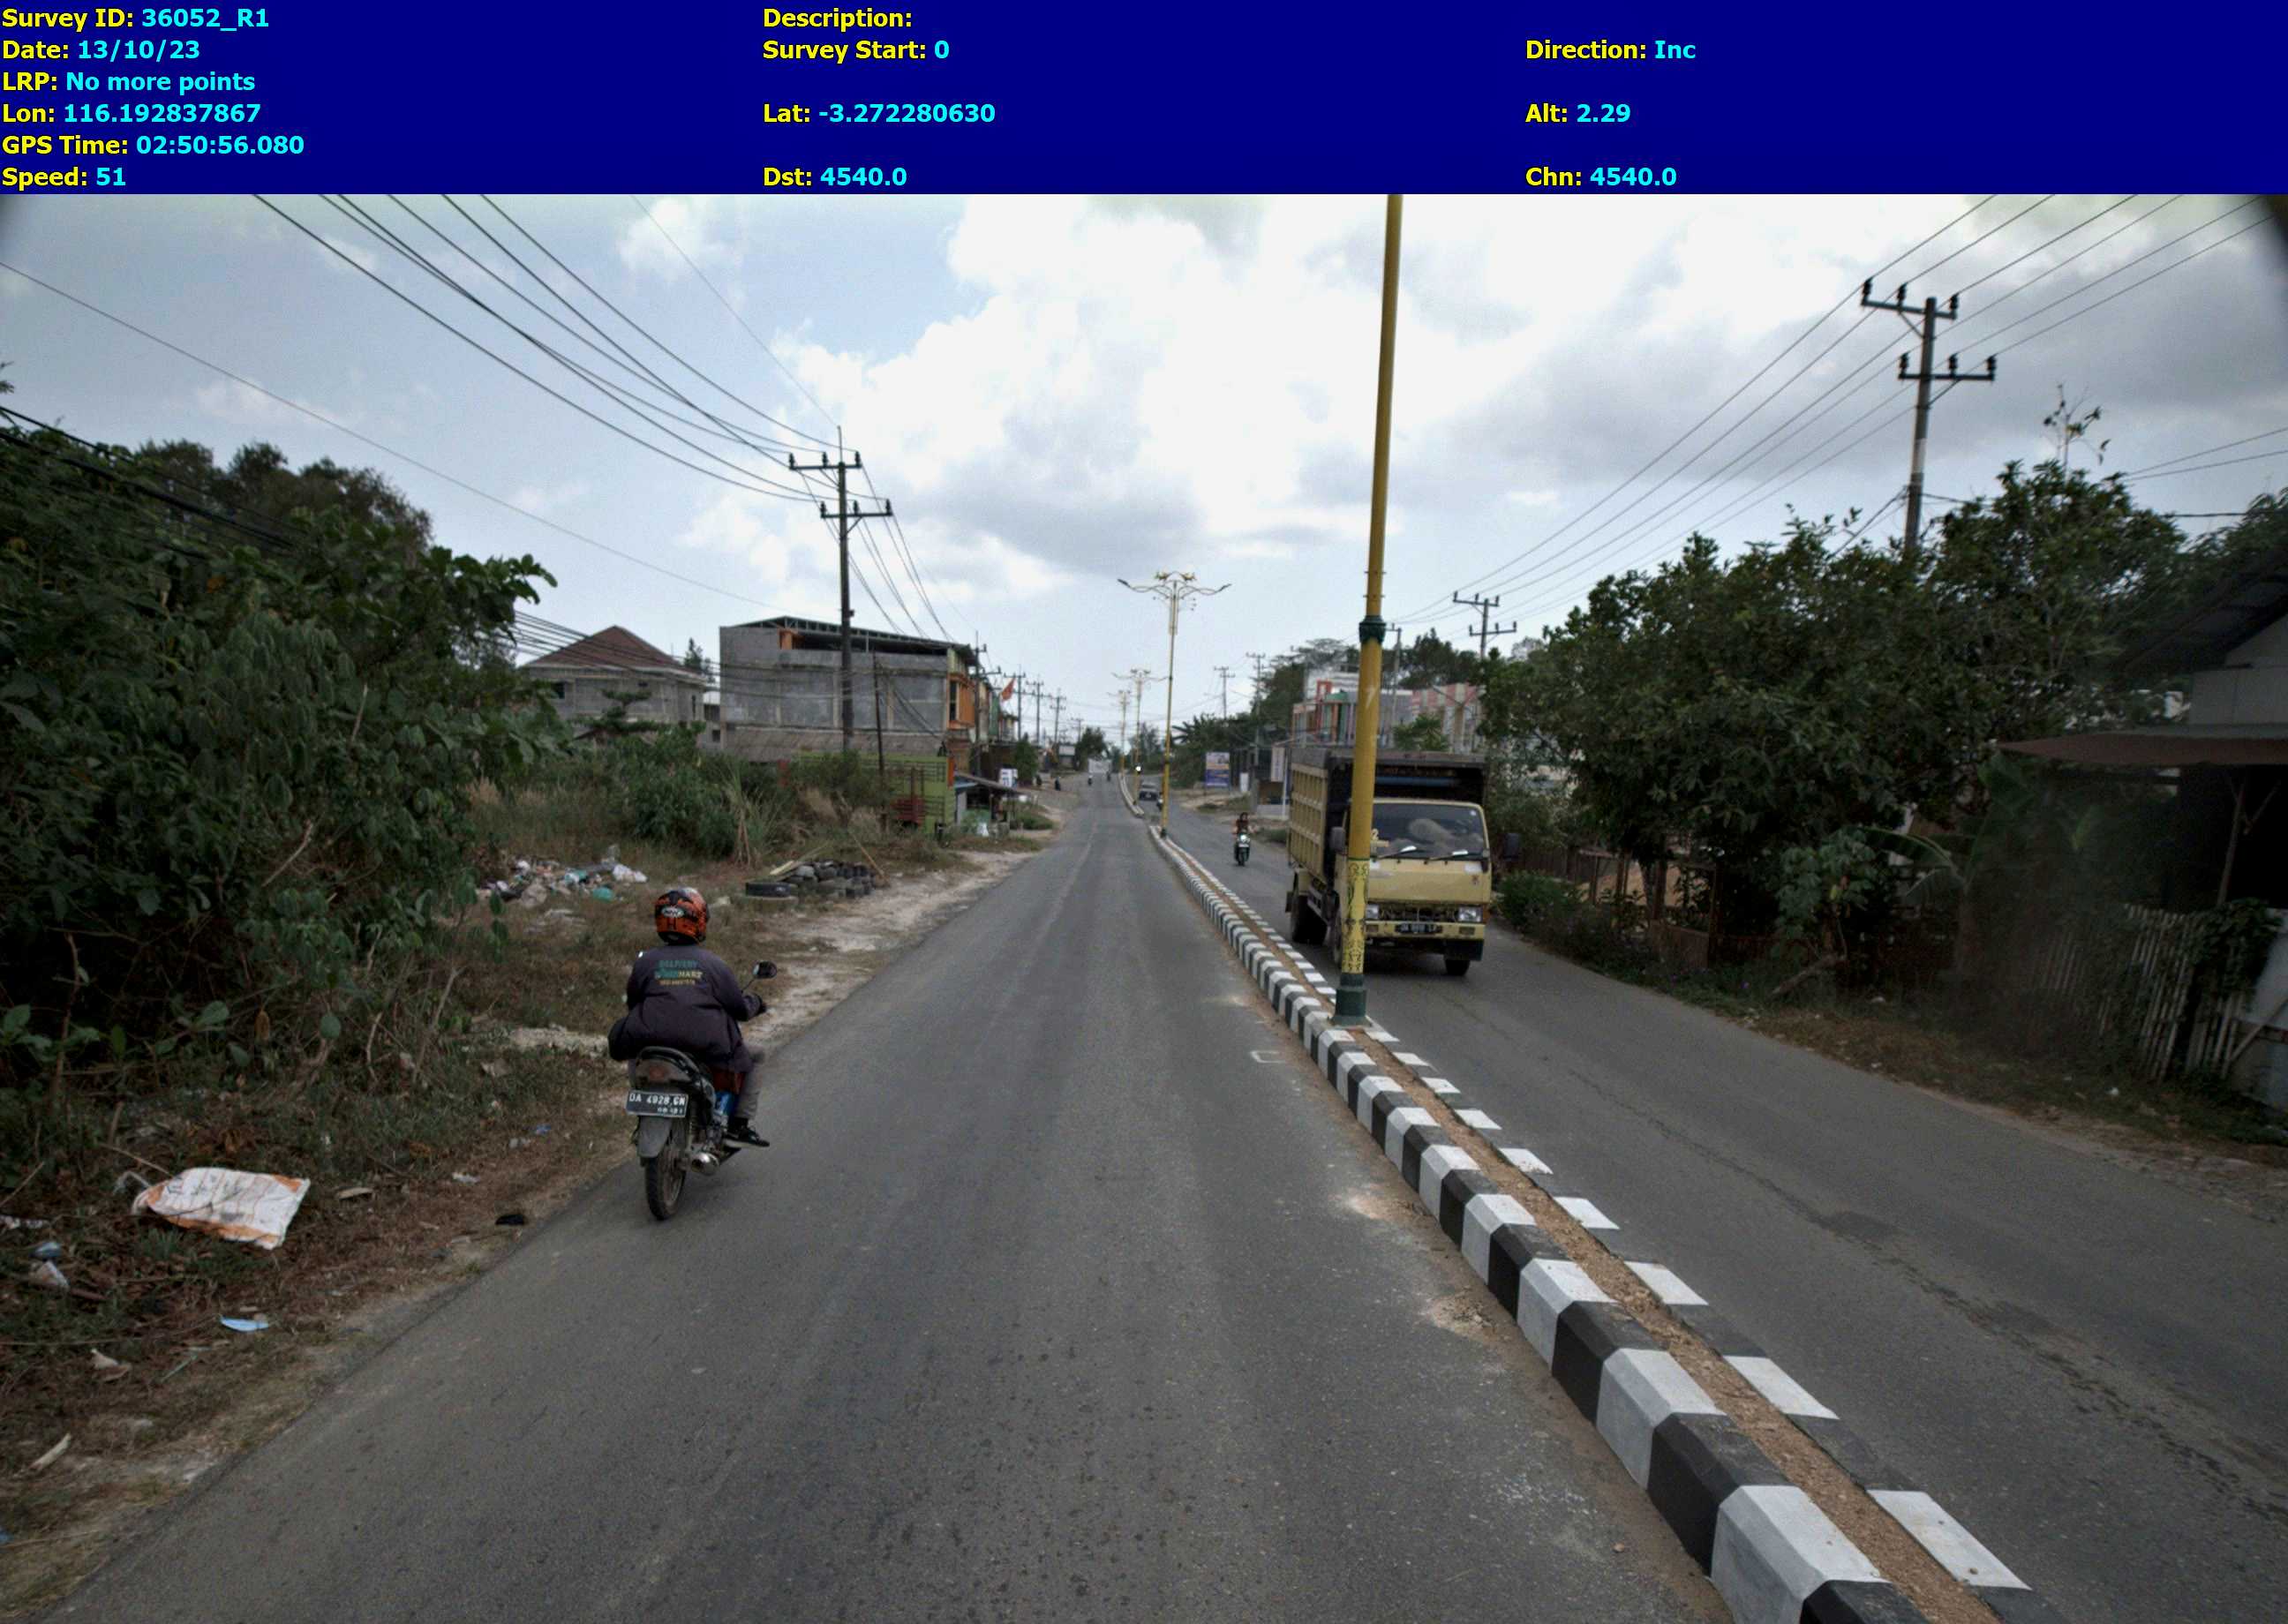 Survey ID: 36052_R1
Description:
Date: 13/10/23
Survey Start: 0
Direction: Inc
LRP: No more points
Lon: 116.192837867
Lat: -3.272280630
Alt: 2.29
GPS Time: 02:50:56.080
Speed: 51
Dst: 4540.0
Chn: 4540.0
DELIVERY
DA 4928 GN